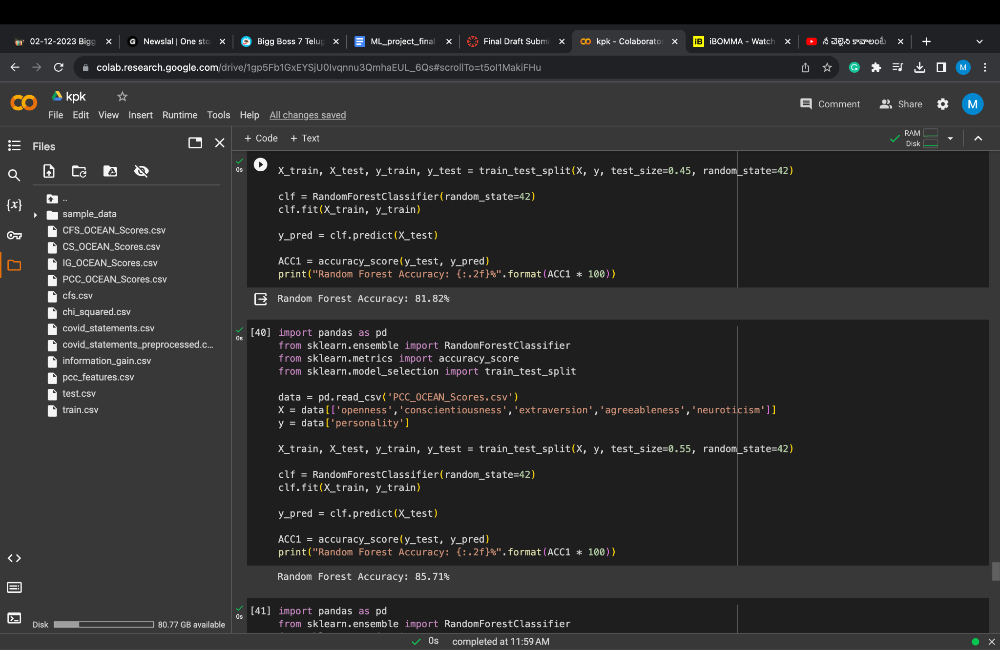 02-12-2023 Bigg
Newslal | One sto
Bigg Boss 7 Telug
ML_project_final
Final Draft Submi
kpk - Colaborator
iB iBOMMA - Watch
నీ చెల్లెని కావాలంటే
colab.research.google.com/drive/1gp5Fb1GxEYSjU0Ivqnnu3QmhaEUL_6Qs#scrollTo=t5oI1MakiFHu
M
kpk
File Edit View Insert Runtime Tools Help All changes saved
Comment
Share
M
Files
+ Code + Text
RAM
Disk
..
sample_data
CFS_OCEAN_Scores.csv
CS_OCEAN_Scores.csv
IG_OCEAN_Scores.csv
PCC_OCEAN_Scores.csv
cfs.csv
chi_squared.csv
covid_statements.csv
covid_statements_preprocessed.c...
information_gain.csv
pcc_features.csv
test.csv
train.csv
Disk
80.77 GB available
0s
X_train, X_test, y_train, y_test = train_test_split(X, y, test_size=0.45, random_state=42)
clf = RandomForestClassifier(random_state=42)
clf.fit(X_train, y_train)
y_pred = clf.predict(X_test)
ACC1 = accuracy_score(y_test, y_pred)
print("Random Forest Accuracy: {:.2f}%".format(ACC1 * 100))
Random Forest Accuracy: 81.82%
0s
[40] import pandas as pd
from sklearn.ensemble import RandomForestClassifier
from sklearn.metrics import accuracy_score
from sklearn.model_selection import train_test_split
data = pd.read_csv('PCC_OCEAN_Scores.csv')
X = data[['openness','conscientiousness','extraversion','agreeableness','neuroticism']]
y = data['personality']
X_train, X_test, y_train, y_test = train_test_split(X, y, test_size=0.55, random_state=42)
clf = RandomForestClassifier(random_state=42)
clf.fit(X_train, y_train)
y_pred = clf.predict(X_test)
ACC1 = accuracy_score(y_test, y_pred)
print("Random Forest Accuracy: {:.2f}%".format(ACC1 * 100))
Random Forest Accuracy: 85.71%
0s
[41] import pandas as pd
from sklearn.ensemble import RandomForestClassifier
0s completed at 11:59 AM